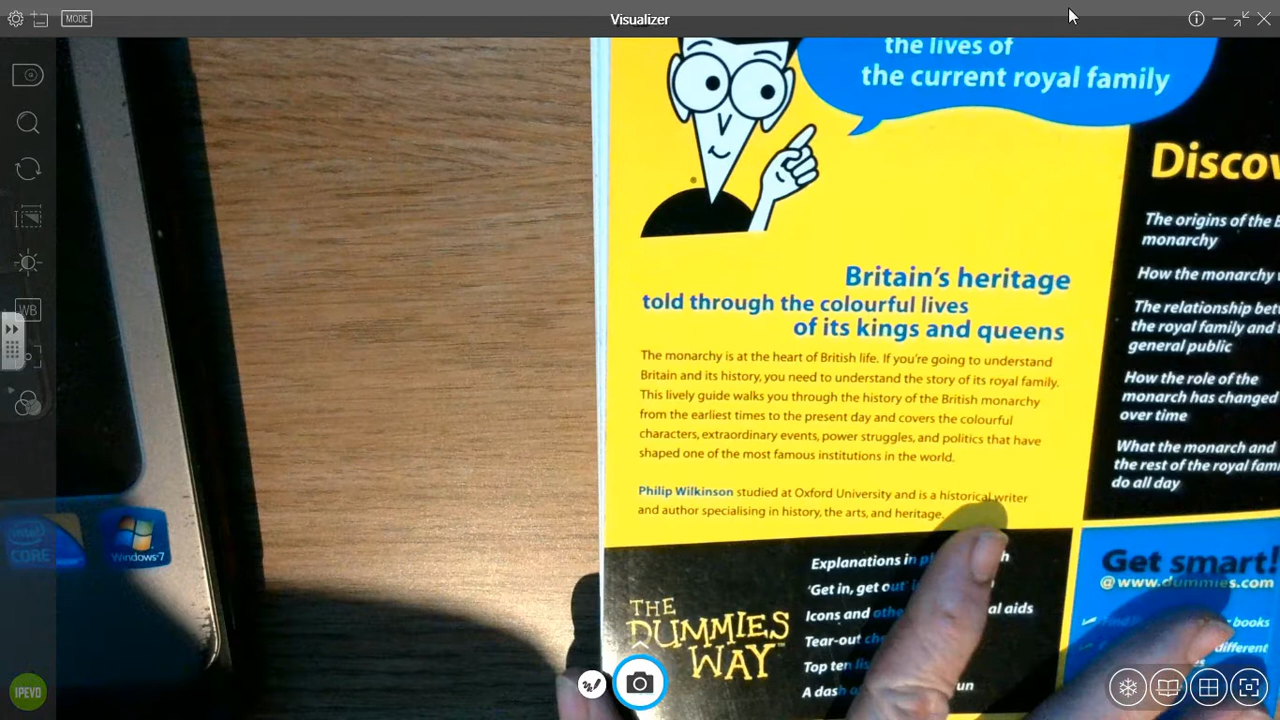 MODE
Visualizer
the lives of
the current royal family
Britain's heritage
told through the colourful lives
of its kings and queens
The monarchy is at the heart of British life. If you're going to understand
Britain and its history, you need to understand the story of its royal family.
This lively guide walks you through the history of the British monarchy
from the earliest times to the present day and covers the colourful
characters, extraordinary events, power struggles, and politics that have
shaped one of the most famous institutions in the world.
Philip Wilkinson studied at Oxford University and is a historical writer
and author specialising in history, the arts, and heritage.
THE
DUMMIES
WAY™
Explanations in
'Get in, get out'
Icons and
Tear-out
Top ten
A dash
The origins of the
monarchy
How the monarchy
The relationship
the royal family and
general public
How the role of the
monarch has changed
over time
What the monarch and
the rest of the royal
do all day
Get smart!
@www.dummies.com
books
different
WB
intel
CORE
Windows 7
IPEVO